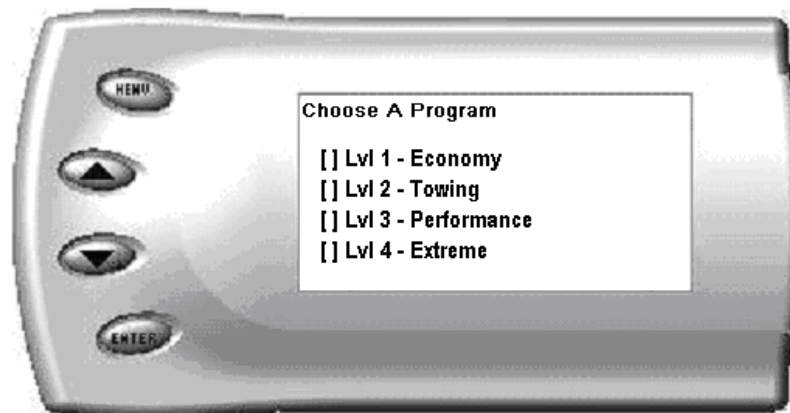 MENU
Choose A Program
[ ] Lvl 1 - Economy
[ ] Lvl 2 - Towing
[ ] Lvl 3 - Performance
[ ] Lvl 4 - Extreme
ENTER